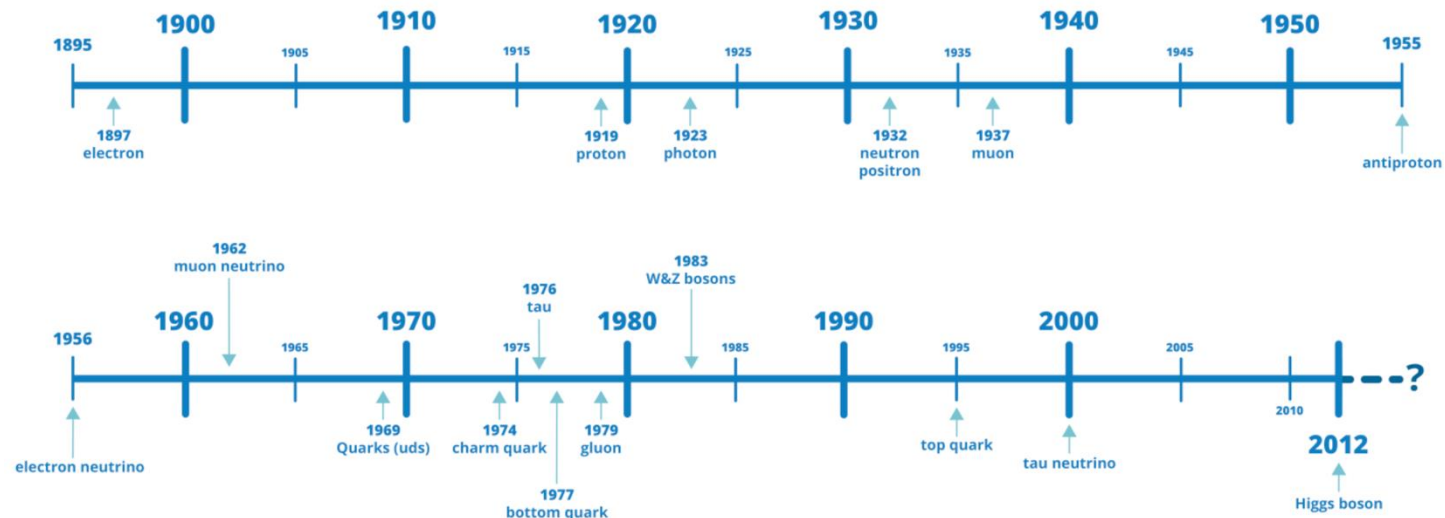 1895
1900
1905
1910
1915
1920
1925
1930
1935
1940
1945
1950
1955
1897
electron
1919
proton
1923
photon
1932
neutron
positron
1937
muon
antiproton
1962
muon neutrino
1976
tau
1983
W&Z bosons
1956
1960
1965
1970
1975
1980
1985
1990
1995
2000
2005
2010
2012
?
electron neutrino
1969
Quarks (uds)
1974
charm quark
1977
bottom quark
1979
gluon
top quark
tau neutrino
Higgs boson